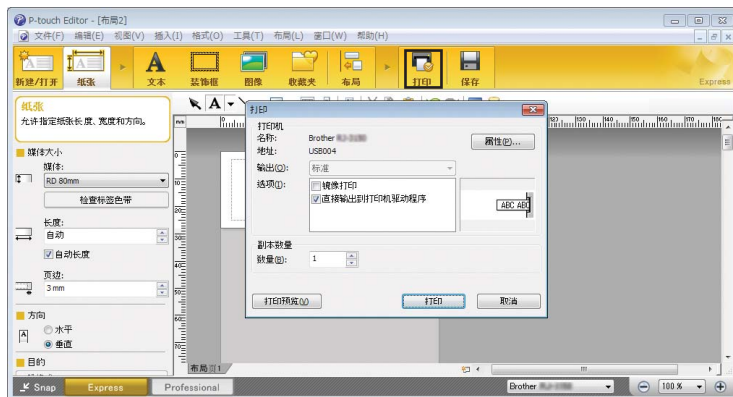 P-touch Editor - [布局2]
文件(F) 编辑(E) 视图(V) 插入(I) 格式(O) 工具(T) 布局(L) 窗口(W) 帮助(H)
新建/打开 纸张 文本 装饰框 图像 收藏夹 布局 打印 保存 Express
纸张
允许指定纸张长度、宽度和方向。
媒体大小
媒体:
RD 80mm
检查标签色带
长度:
自动
自动长度
页边:
3 mm
方向
水平
垂直
目的
打印
打印机
名称: Brother
地址: USB004
属性(P)...
输出(O): 标准
选项(I): 镜像打印
直接输出到打印机驱动程序
ABC ABC
副本数量
数量(B): 1
打印预览(V) 打印 取消
布局 1
Snap Express Professional Brother 100 %